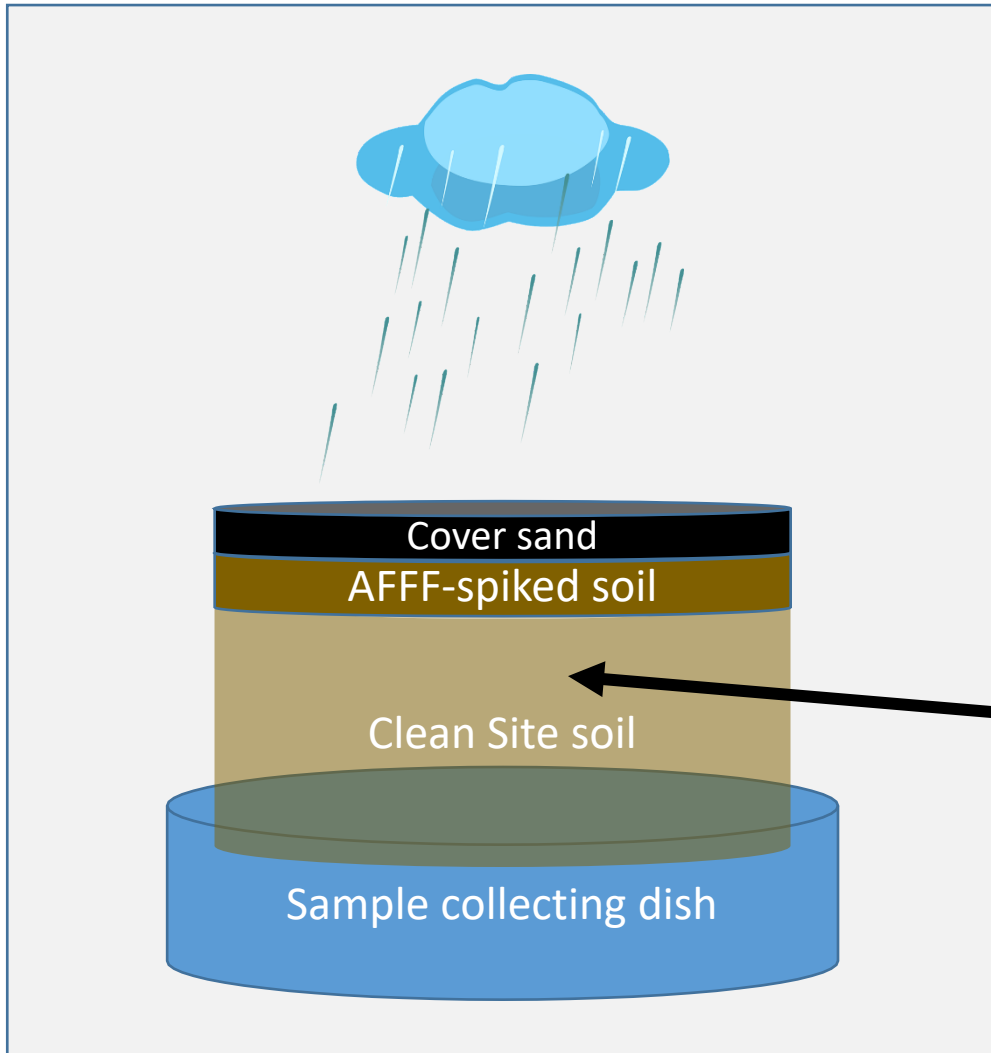 Cover sand
AFFF-spiked soil
Clean Site soil
Sample collecting dish